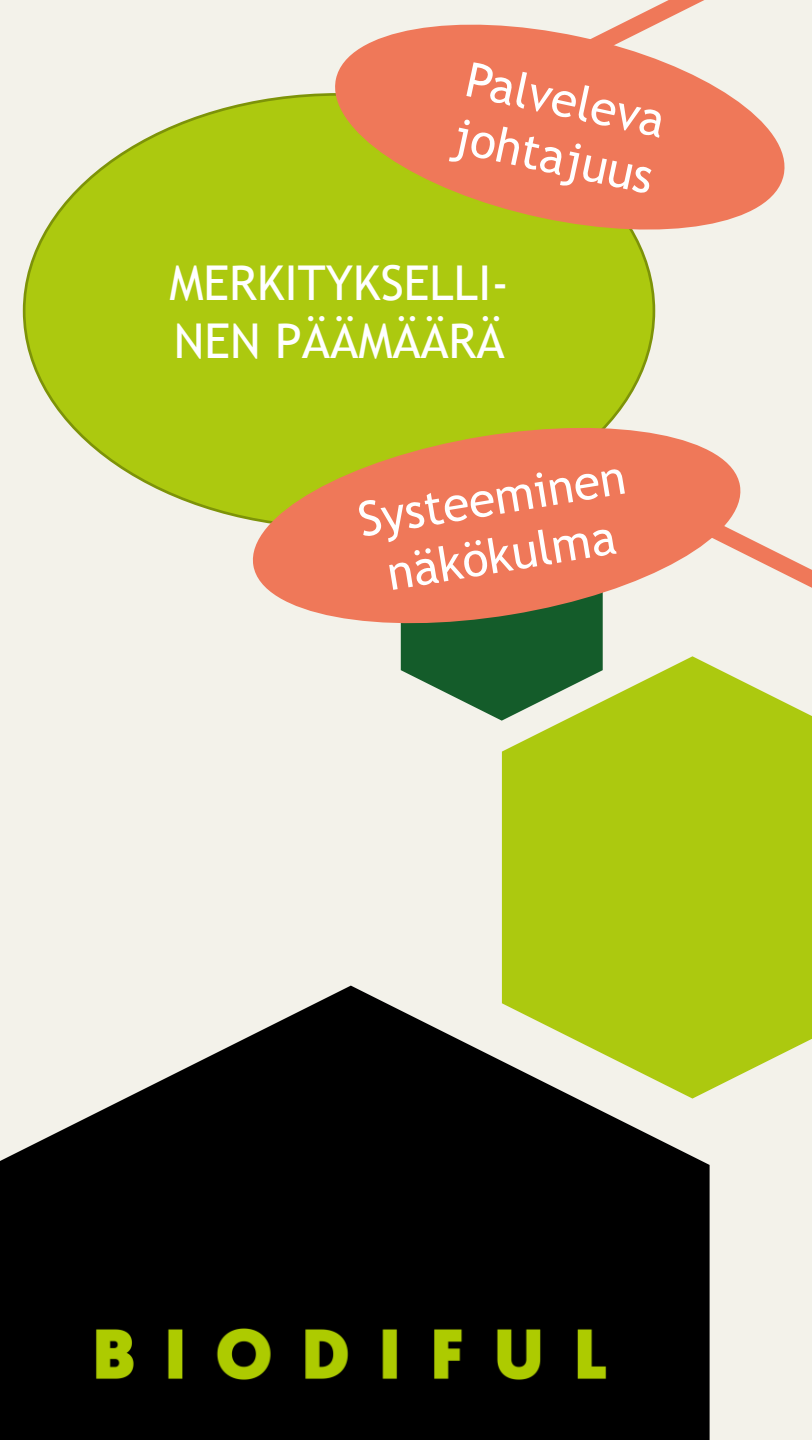 Palveleva
johtajuus
MERKITYKSELLI-
NEN PÄÄMÄÄRÄ
Systeeminen
näkökulma
BIODIFUL